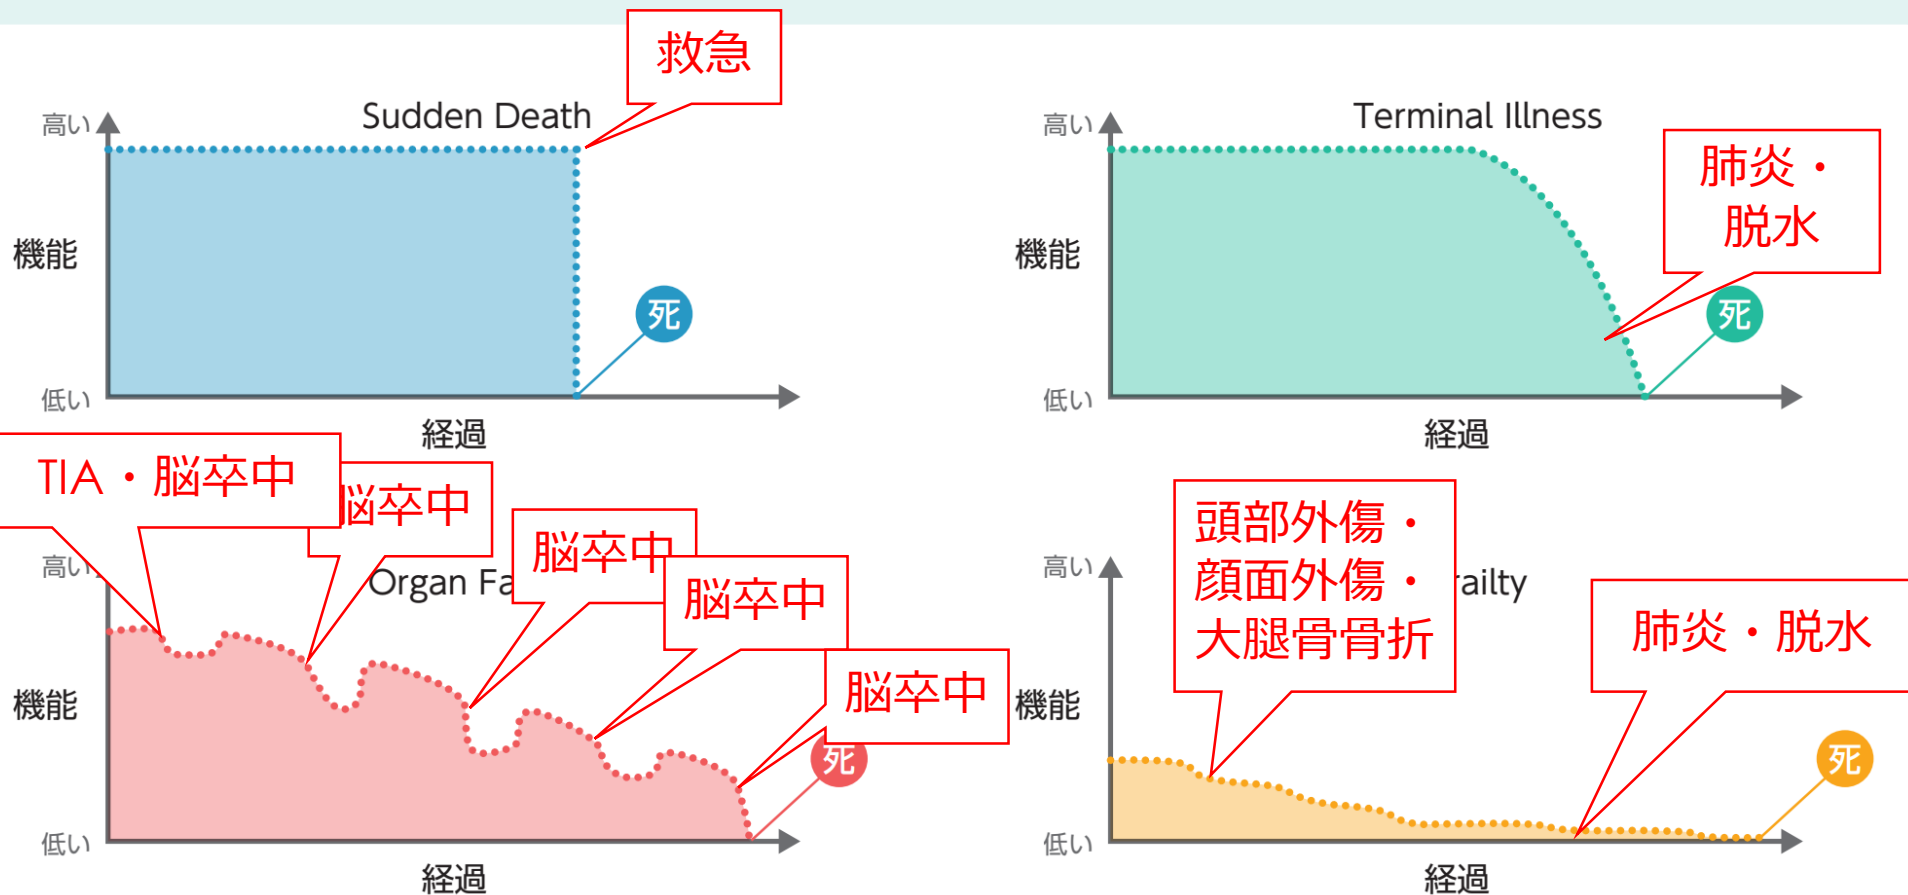 救急
Sudden Death
高い
機能
死
低い
経過
Terminal Illness
高い
肺炎・
脱水
機能
死
低い
経過
TIA・脳卒中
脳卒中
脳卒中
脳卒中
脳卒中
高い
Organ Fa
機能
死
低い
経過
頭部外傷・
顔面外傷・
大腿骨骨折
高い
railty
肺炎・脱水
機能
死
低い
経過